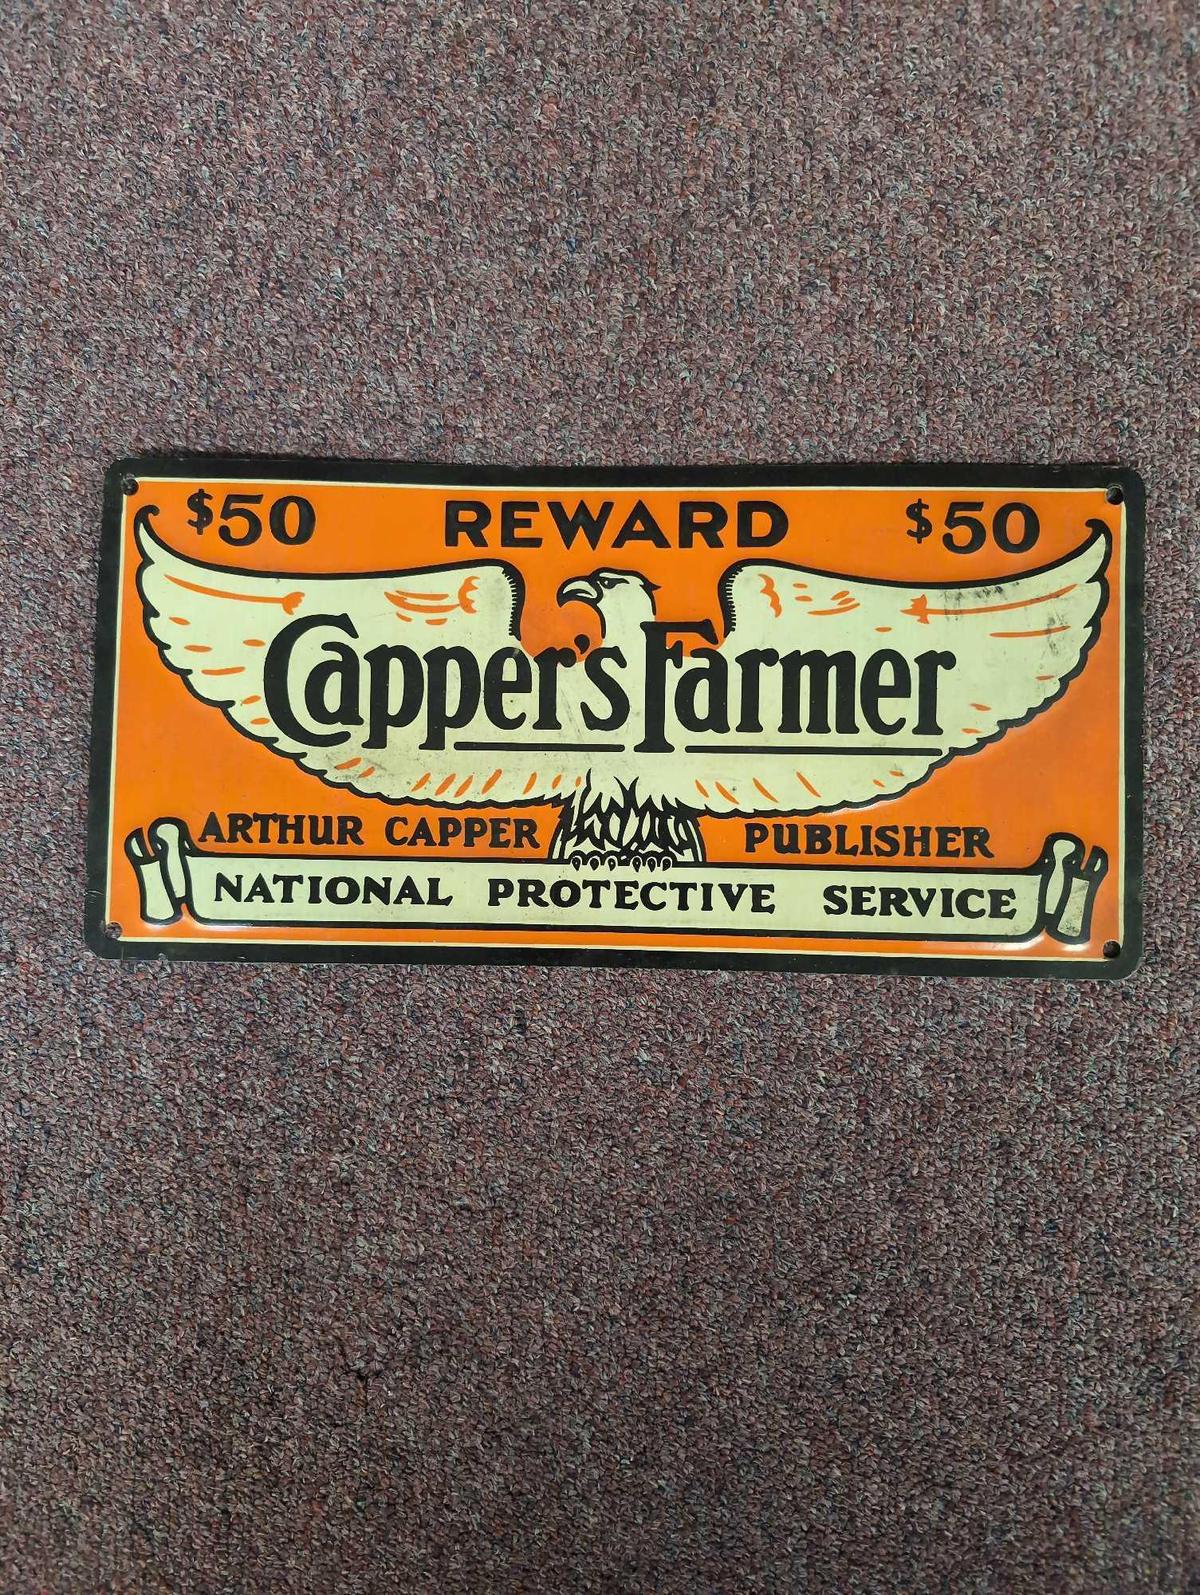 $50 REWARD $50
Capper's Farmer
ARTHUR CAPPER PUBLISHER
NATIONAL PROTECTIVE SERVICE